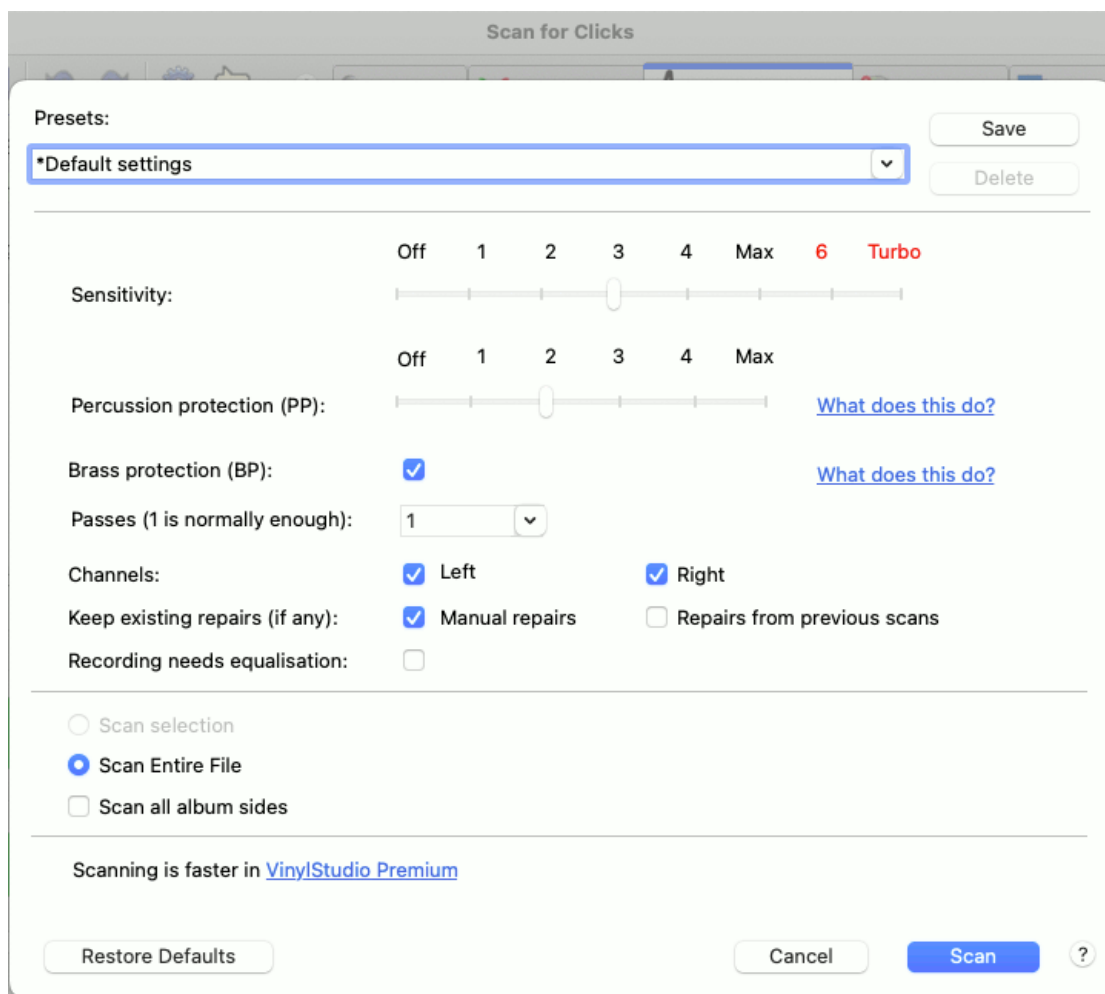 Scan for Clicks
Presets:
Save
*Default settings
Delete
Off 1 2 3 4 Max 6 Turbo
Sensitivity:
Off 1 2 3 4 Max
Percussion protection (PP): What does this do?
Brass protection (BP): What does this do?
Passes (1 is normally enough): 1
Channels: Left Right
Keep existing repairs (if any): Manual repairs Repairs from previous scans
Recording needs equalisation:
Scan selection
Scan Entire File
Scan all album sides
Scanning is faster in VinylStudio Premium
Restore Defaults Cancel Scan ?